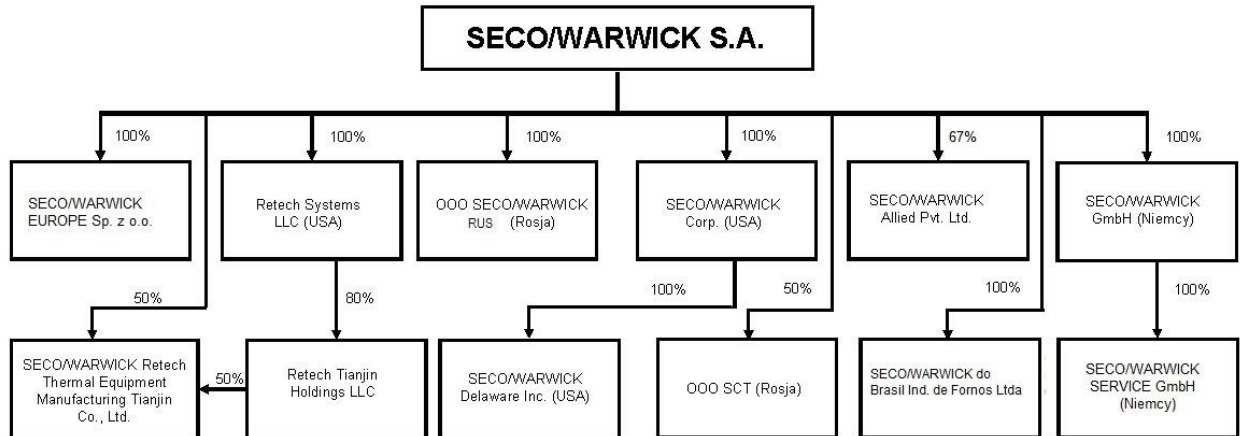 SECO/WARWICK S.A.
100%
100%
100%
100%
67%
100%
SECO/WARWICK
EUROPE Sp. z o.o.
Retech Systems
LLC (USA)
OOO SECO/WARWICK
RUS (Rosja)
SECO/WARWICK
Corp. (USA)
SECO/WARWICK
Allied Pvt. Ltd.
SECO/WARWICK
GmbH (Niemcy)
50%
80%
100%
50%
100%
100%
SECO/WARWICK Retech
Thermal Equipment
Manufacturing Tianjin
Co., Ltd.
50%
Retech Tianjin
Holdings LLC
SECO/WARWICK
Delaware Inc. (USA)
OOO SCT (Rosja)
SECO/WARWICK do
Brasil Ind. de Fornos Ltda
SECO/WARWICK
SERVICE GmbH
(Niemcy)